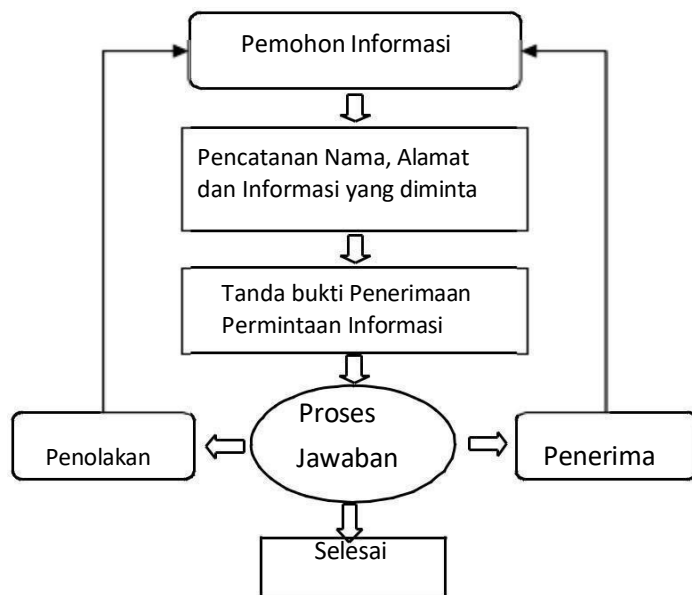 Pemohon Informasi
Pencatanan Nama, Alamat
dan Informasi yang diminta
Tanda bukti Penerimaan
Permintaan Informasi
Proses
Jawaban
Penolakan
Penerima
Selesai